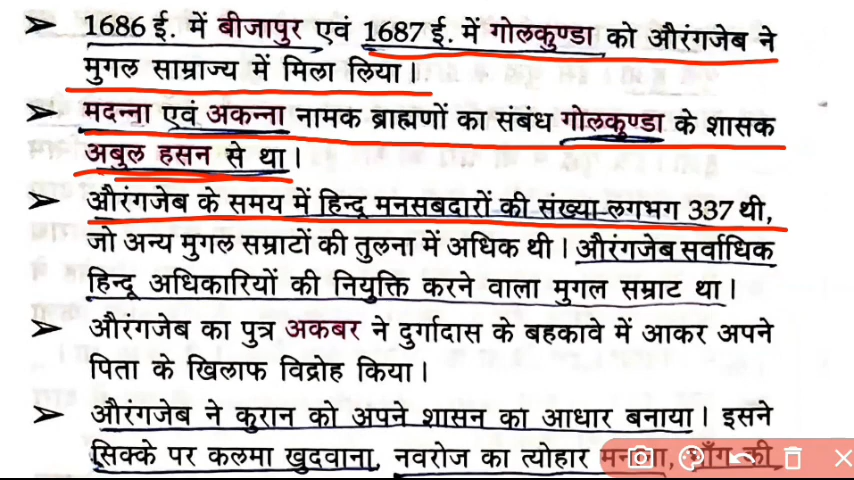 ➤ 1686 ई. में बीजापुर एवं 1687 ई. में गोलकुण्डा को औरंगजेब ने
मुगल साम्राज्य में मिला लिया।
➤ मदन्ना एवं अकन्ना नामक ब्राह्मणों का संबंध गोलकुण्डा के शासक
अबुल हसन से था।
➤ औरंगजेब के समय में हिन्दू मनसबदारों की संख्या लगभग 337 थी,
जो अन्य मुगल सम्राटों की तुलना में अधिक थी। औरंगजेब सर्वाधिक
हिन्दू अधिकारियों की नियुक्ति करने वाला मुगल सम्राट था।
➤ औरंगजेब का पुत्र अकबर ने दुर्गादास के बहकावे में आकर अपने
पिता के खिलाफ विद्रोह किया।
➤ औरंगजेब ने कुरान को अपने शासन का आधार बनाया। इसने
सिक्के पर कलमा खुदवाना, नवरोज का त्योहार मनाना, भाँग की